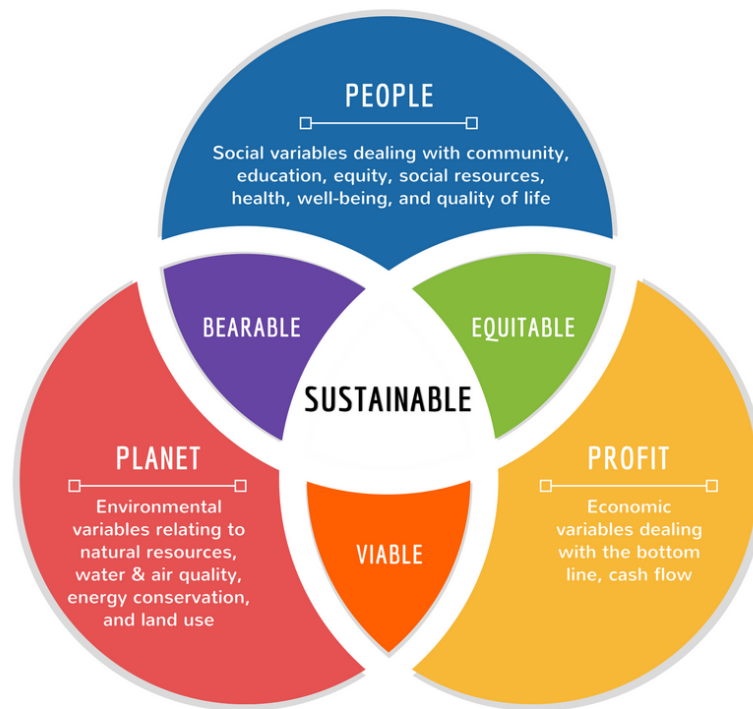 PEOPLE
Social variables dealing with community,
education, equity, social resources,
health, well-being, and quality of life
BEARABLE
EQUITABLE
SUSTAINABLE
PLANET
Environmental
variables relating to
natural resources,
water & air quality,
energy conservation,
and land use
PROFIT
Economic
variables dealing
with the bottom
line, cash flow
VIABLE